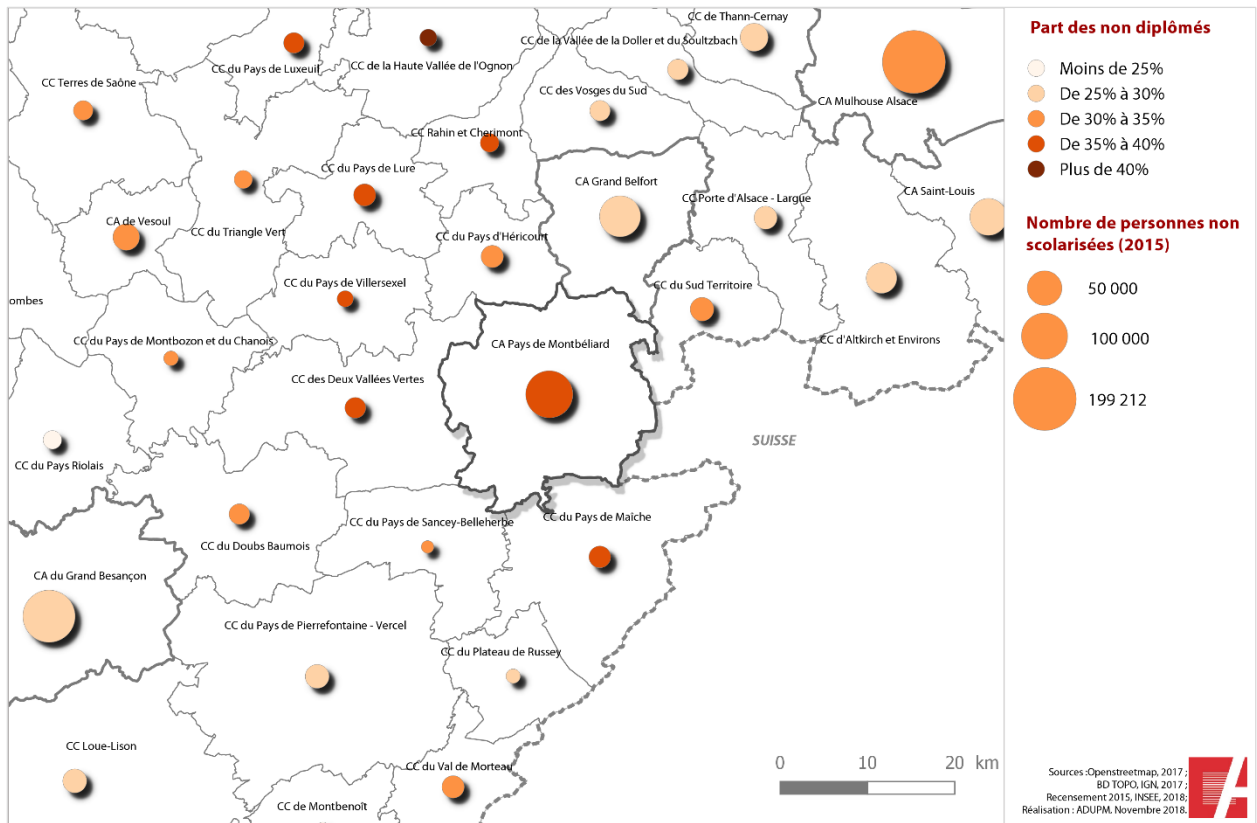 CC de Thann-Cernay
CC de la Vallée de la Doller et du Soultzbach
CC du Pays de Luxeuil
CC de la Haute Vallée de l'Ognon
CC Terres de Saône
CC des Vosges du Sud
CA Mulhouse Alsace
CC Rahin et Cherimont
CC du Pays de Lure
CA Grand Belfort
CC Porte d'Alsace - Largue
CA Saint-Louis
CA de Vesoul
CC du Triangle Vert
CC du Pays d'Héricourt
CC du Pays de Villersexel
CC du Sud Territoire
ombes
CC du Pays de Montbozon et du Chanois
CA Pays de Montbéliard
CC d'Altkirch et Environs
CC des Deux Vallées Vertes
SUISSE
CC du Pays Riolais
CC du Pays de Sancey-Belleherbe
CC du Pays de Maîche
CC du Doubs Baumois
CA du Grand Besançon
CC du Pays de Pierrefontaine - Vercel
CC du Plateau de Russey
CC Loue-Lison
CC du Val de Morteau
CC de Montbenoît
0 10 20 km
Part des non diplômés
Moins de 25%
De 25% à 30%
De 30% à 35%
De 35% à 40%
Plus de 40%
Nombre de personnes non
scolarisées (2015)
50 000
100 000
199 212
Sources :Openstreetmap, 2017 ;
BD TOPO, IGN, 2017 ;
Recensement 2015, INSEE, 2018;
Réalisation : ADUPM, Novembre 2018.